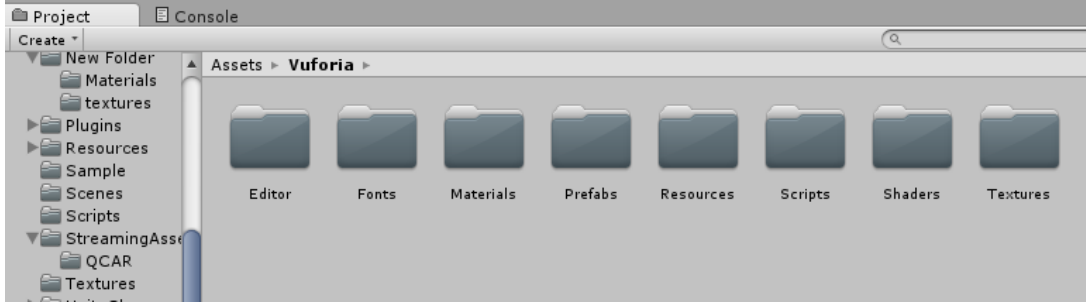 Project
Console
Create
New Folder
Materials
textures
Plugins
Resources
Sample
Scenes
Scripts
StreamingAsse
QCAR
Textures
Assets ▸ Vuforia ▸
Editor
Fonts
Materials
Prefabs
Resources
Scripts
Shaders
Textures